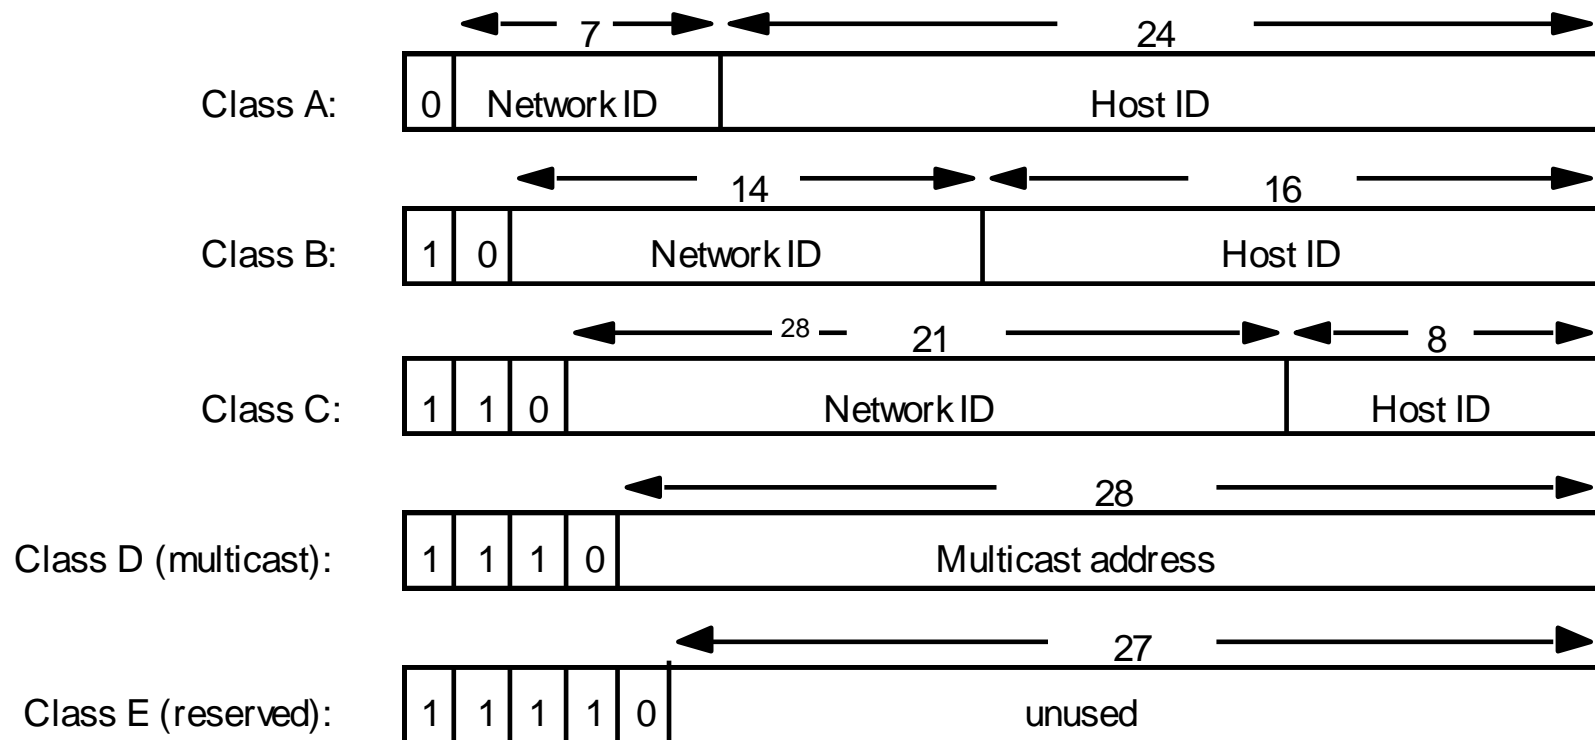 7 24
Class A: 0 Network ID Host ID
14 16
Class B: 1 0 Network ID Host ID
28 21 8
Class C: 1 1 0 Network ID Host ID
28
Class D (multicast): 1 1 1 0 Multicast address
27
Class E (reserved): 1 1 1 1 0 unused